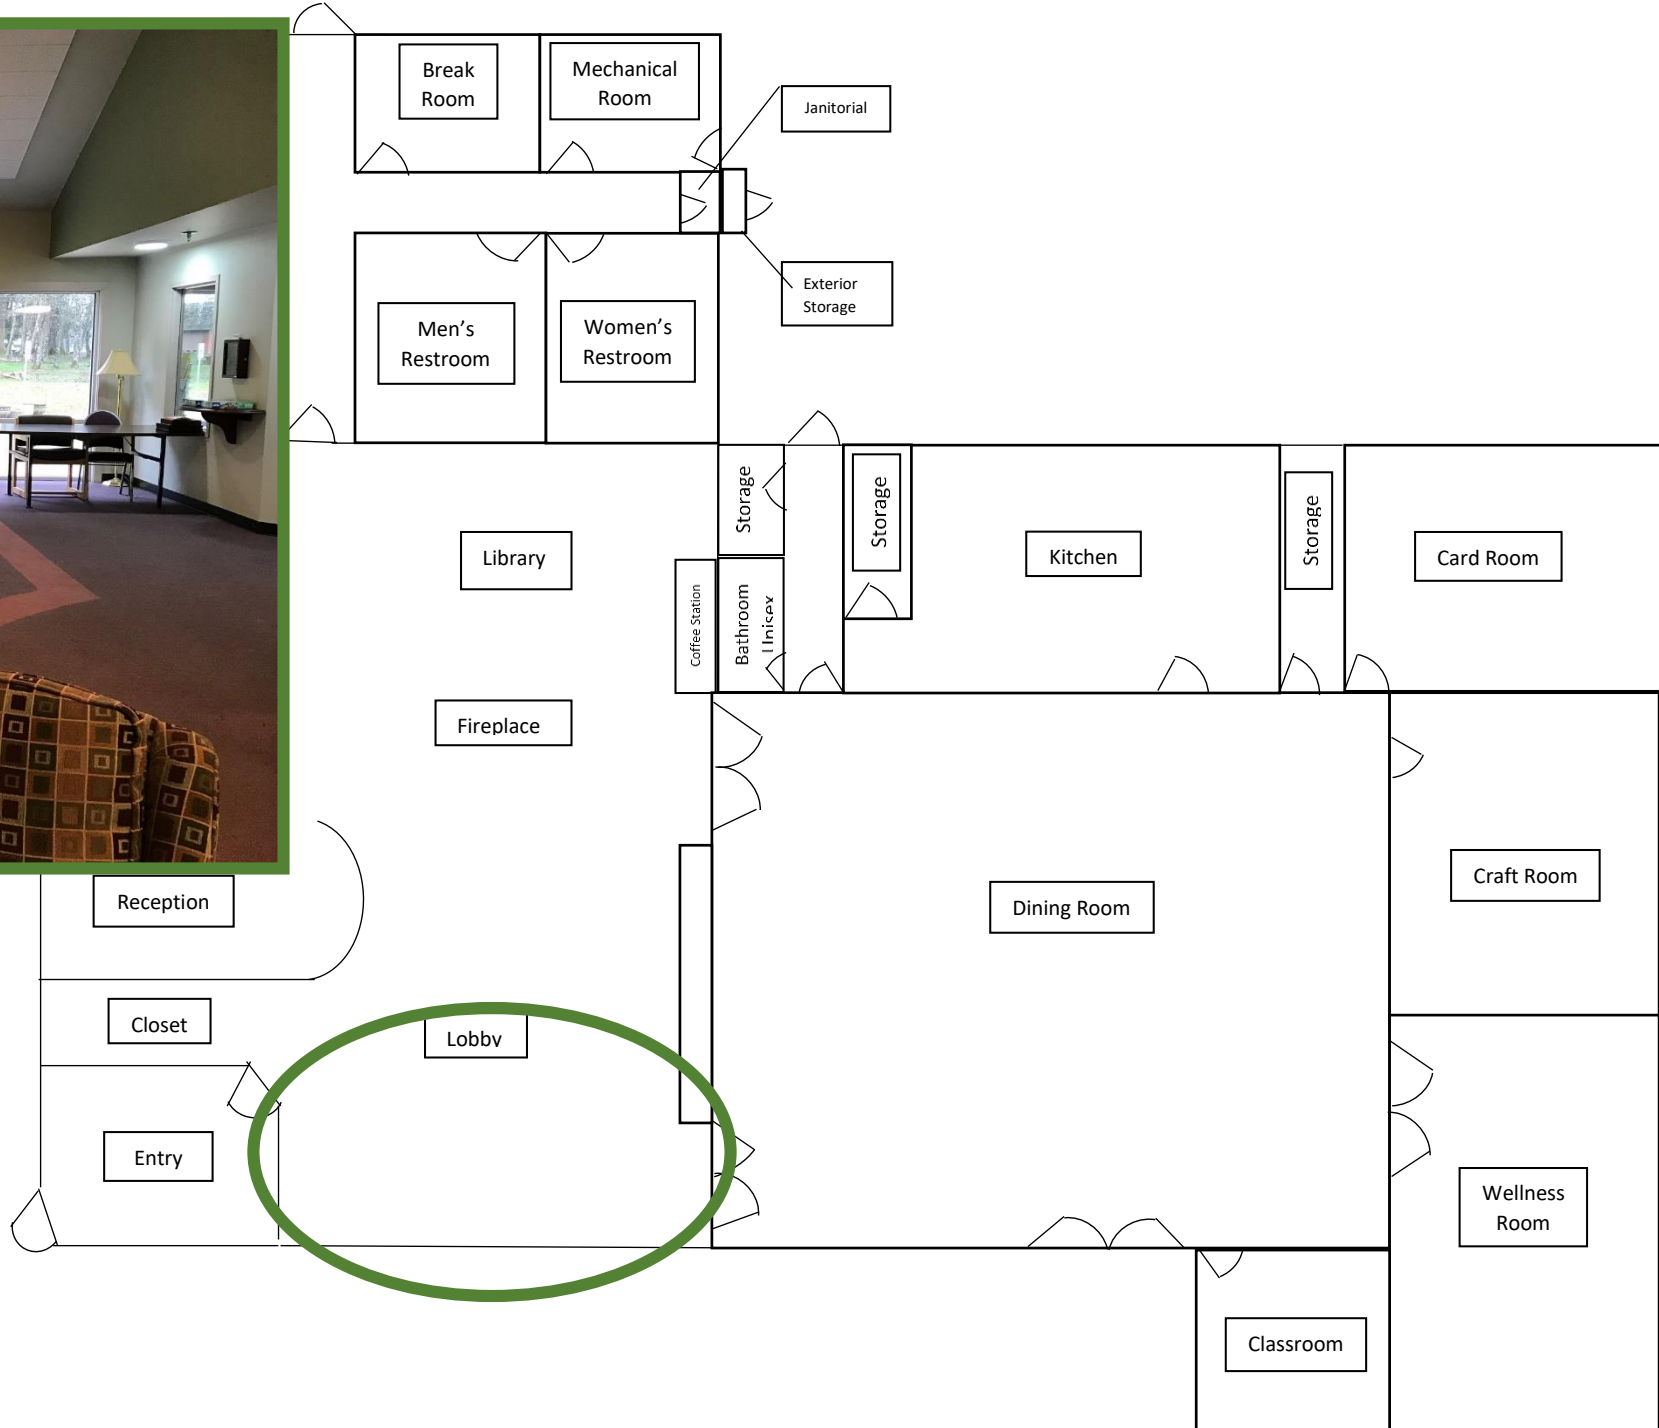 Break
Room
Mechanical
Room
Janitorial
Exterior
Storage
Men's
Restroom
Women's
Restroom
Storage
Storage
Storage
Library
Kitchen
Card Room
Coffee Station
Bathroom
Unisex
Fireplace
Reception
Craft Room
Dining Room
Closet
Lobby
Entry
Wellness
Room
Classroom